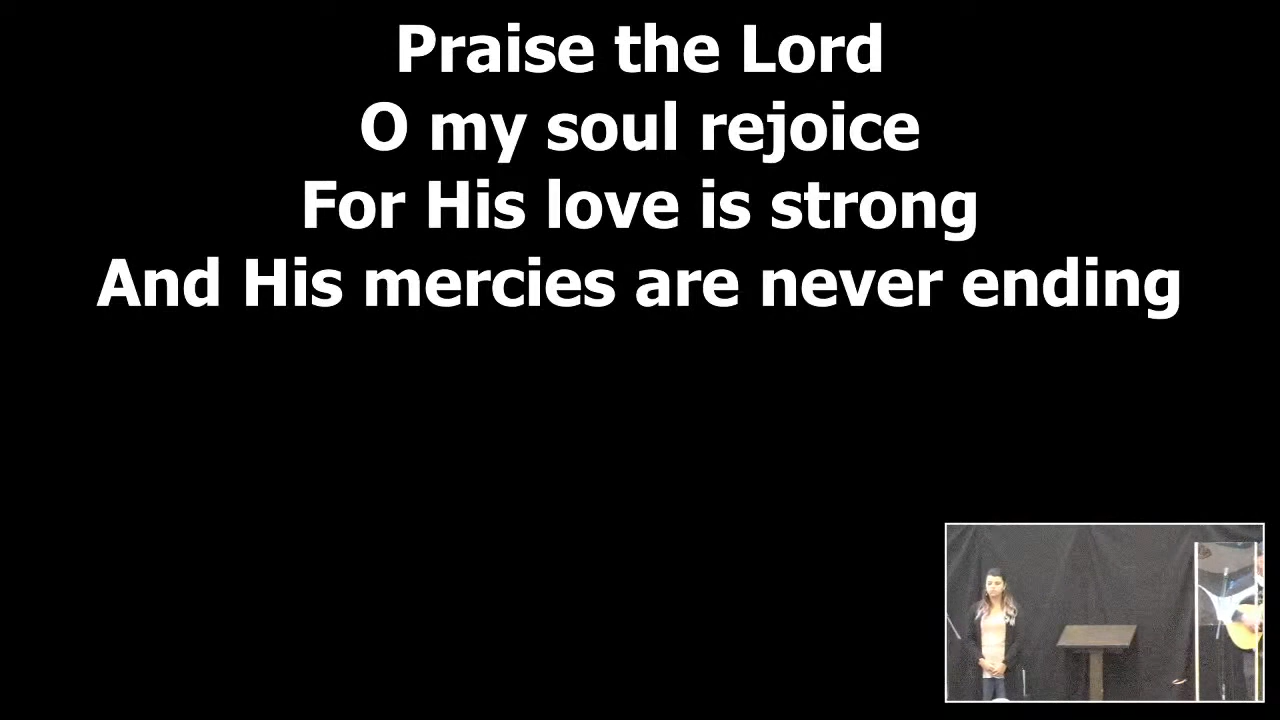 Praise the Lord
O my soul rejoice
For His love is strong
And His mercies are never ending